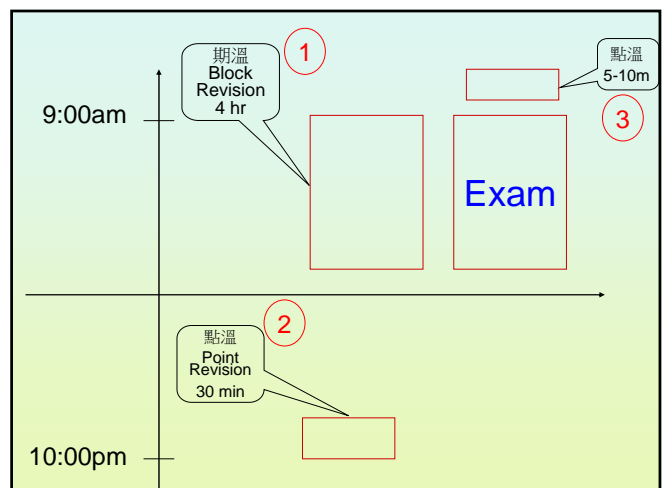 期溫
Block
Revision
4 hr
1
點溫
5-10m
3
9:00am
Exam
2
點溫
Point
Revision
30 min
10:00pm